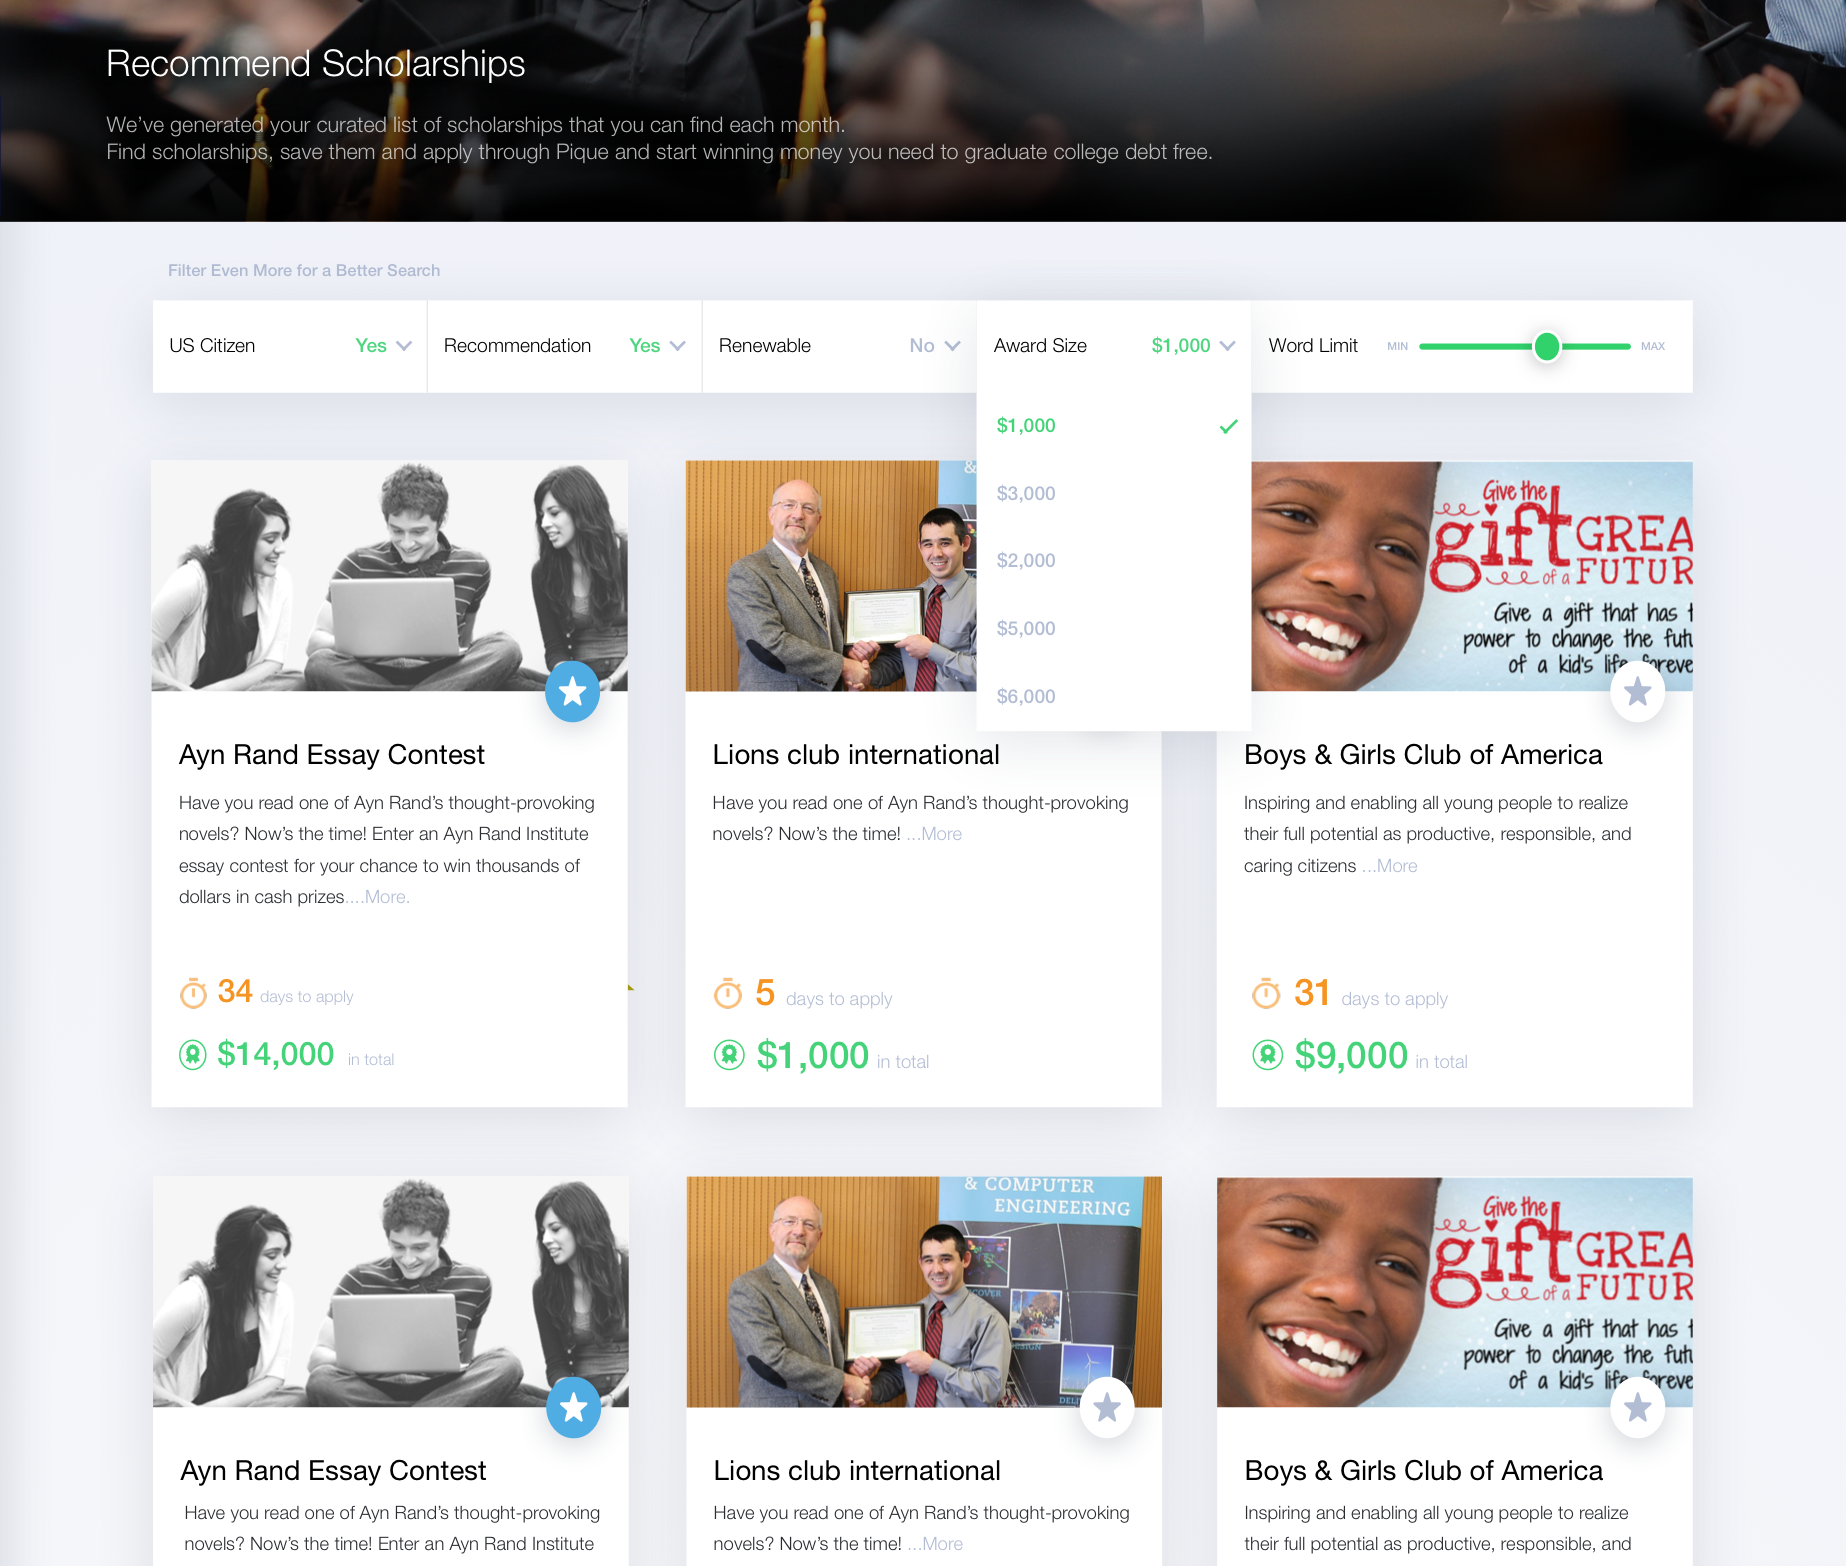 Recommend Scholarships
We've generated your curated list of scholarships that you can find each month.
Find scholarships, save them and apply through Pique and start winning money you need to graduate college debt free.
Filter Even More for a Better Search
US Citizen Yes
Recommendation Yes
Renewable No
Award Size $1,000
Word Limit MIN MAX
$1,000
$3,000
$2,000
$5,000
$6,000
&
Give the
gift GREA
of a FUTUR
Give a gift that has t
power to change the futu
of a kid's life foreve
Ayn Rand Essay Contest
Have you read one of Ayn Rand's thought-provoking
novels? Now's the time! Enter an Ayn Rand Institute
essay contest for your chance to win thousands of
dollars in cash prizes....More.
34 days to apply
$14,000 in total
Lions club international
Have you read one of Ayn Rand's thought-provoking
novels? Now's the time! ...More
5 days to apply
$1,000 in total
Boys & Girls Club of America
Inspiring and enabling all young people to realize
their full potential as productive, responsible, and
caring citizens ...More
31 days to apply
$9,000 in total
& COMPUTER
ENGINEERING
COVER
ESIGN
DEL
Give the
gift GREA
of a FUTUR
Give a gift that has t
power to change the futu
of a kid's life foreve
Ayn Rand Essay Contest
Have you read one of Ayn Rand's thought-provoking
novels? Now's the time! Enter an Ayn Rand Institute
Lions club international
Have you read one of Ayn Rand's thought-provoking
novels? Now's the time! ...More
Boys & Girls Club of America
Inspiring and enabling all young people to realize
their full potential as productive, responsible, and